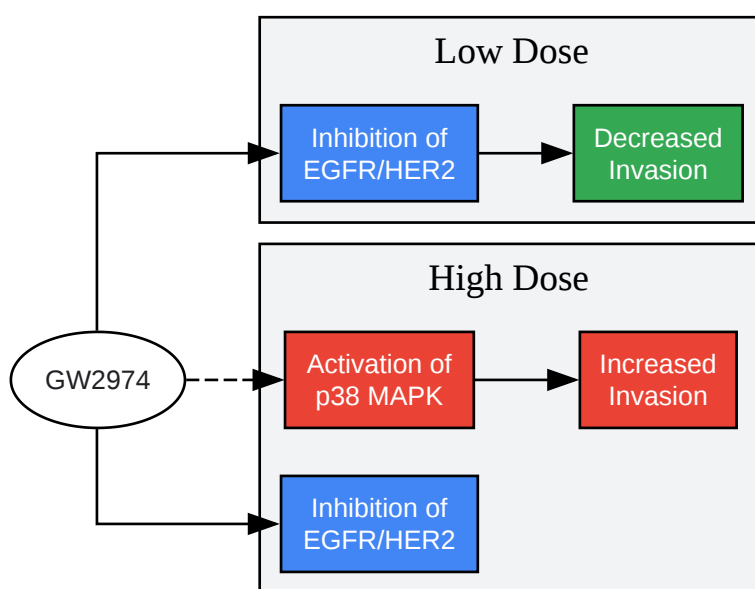 Low Dose
Inhibition of
EGFR/HER2
Decreased
Invasion
High Dose
GW2974
Activation of
p38 MAPK
Increased
Invasion
Inhibition of
EGFR/HER2